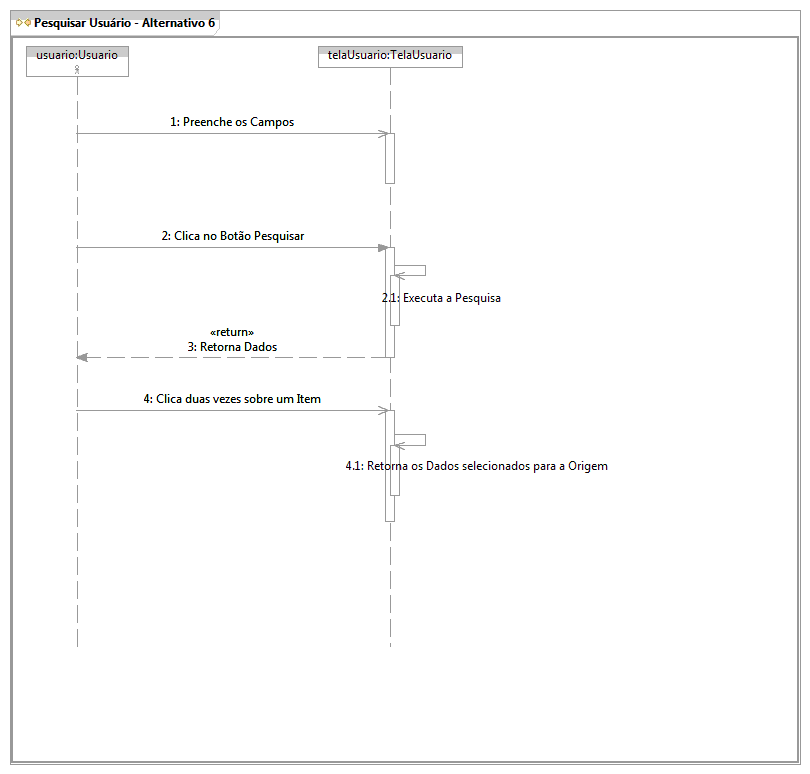 Pesquisar Usuário - Alternativo 6
usuario:Usuario
telaUsuario:TelaUsuario
1: Preenche os Campos
2: Clica no Botão Pesquisar
2.1: Executa a Pesquisa
«return»
3: Retorna Dados
4: Clica duas vezes sobre um Item
4.1: Retorna os Dados selecionados para a Origem